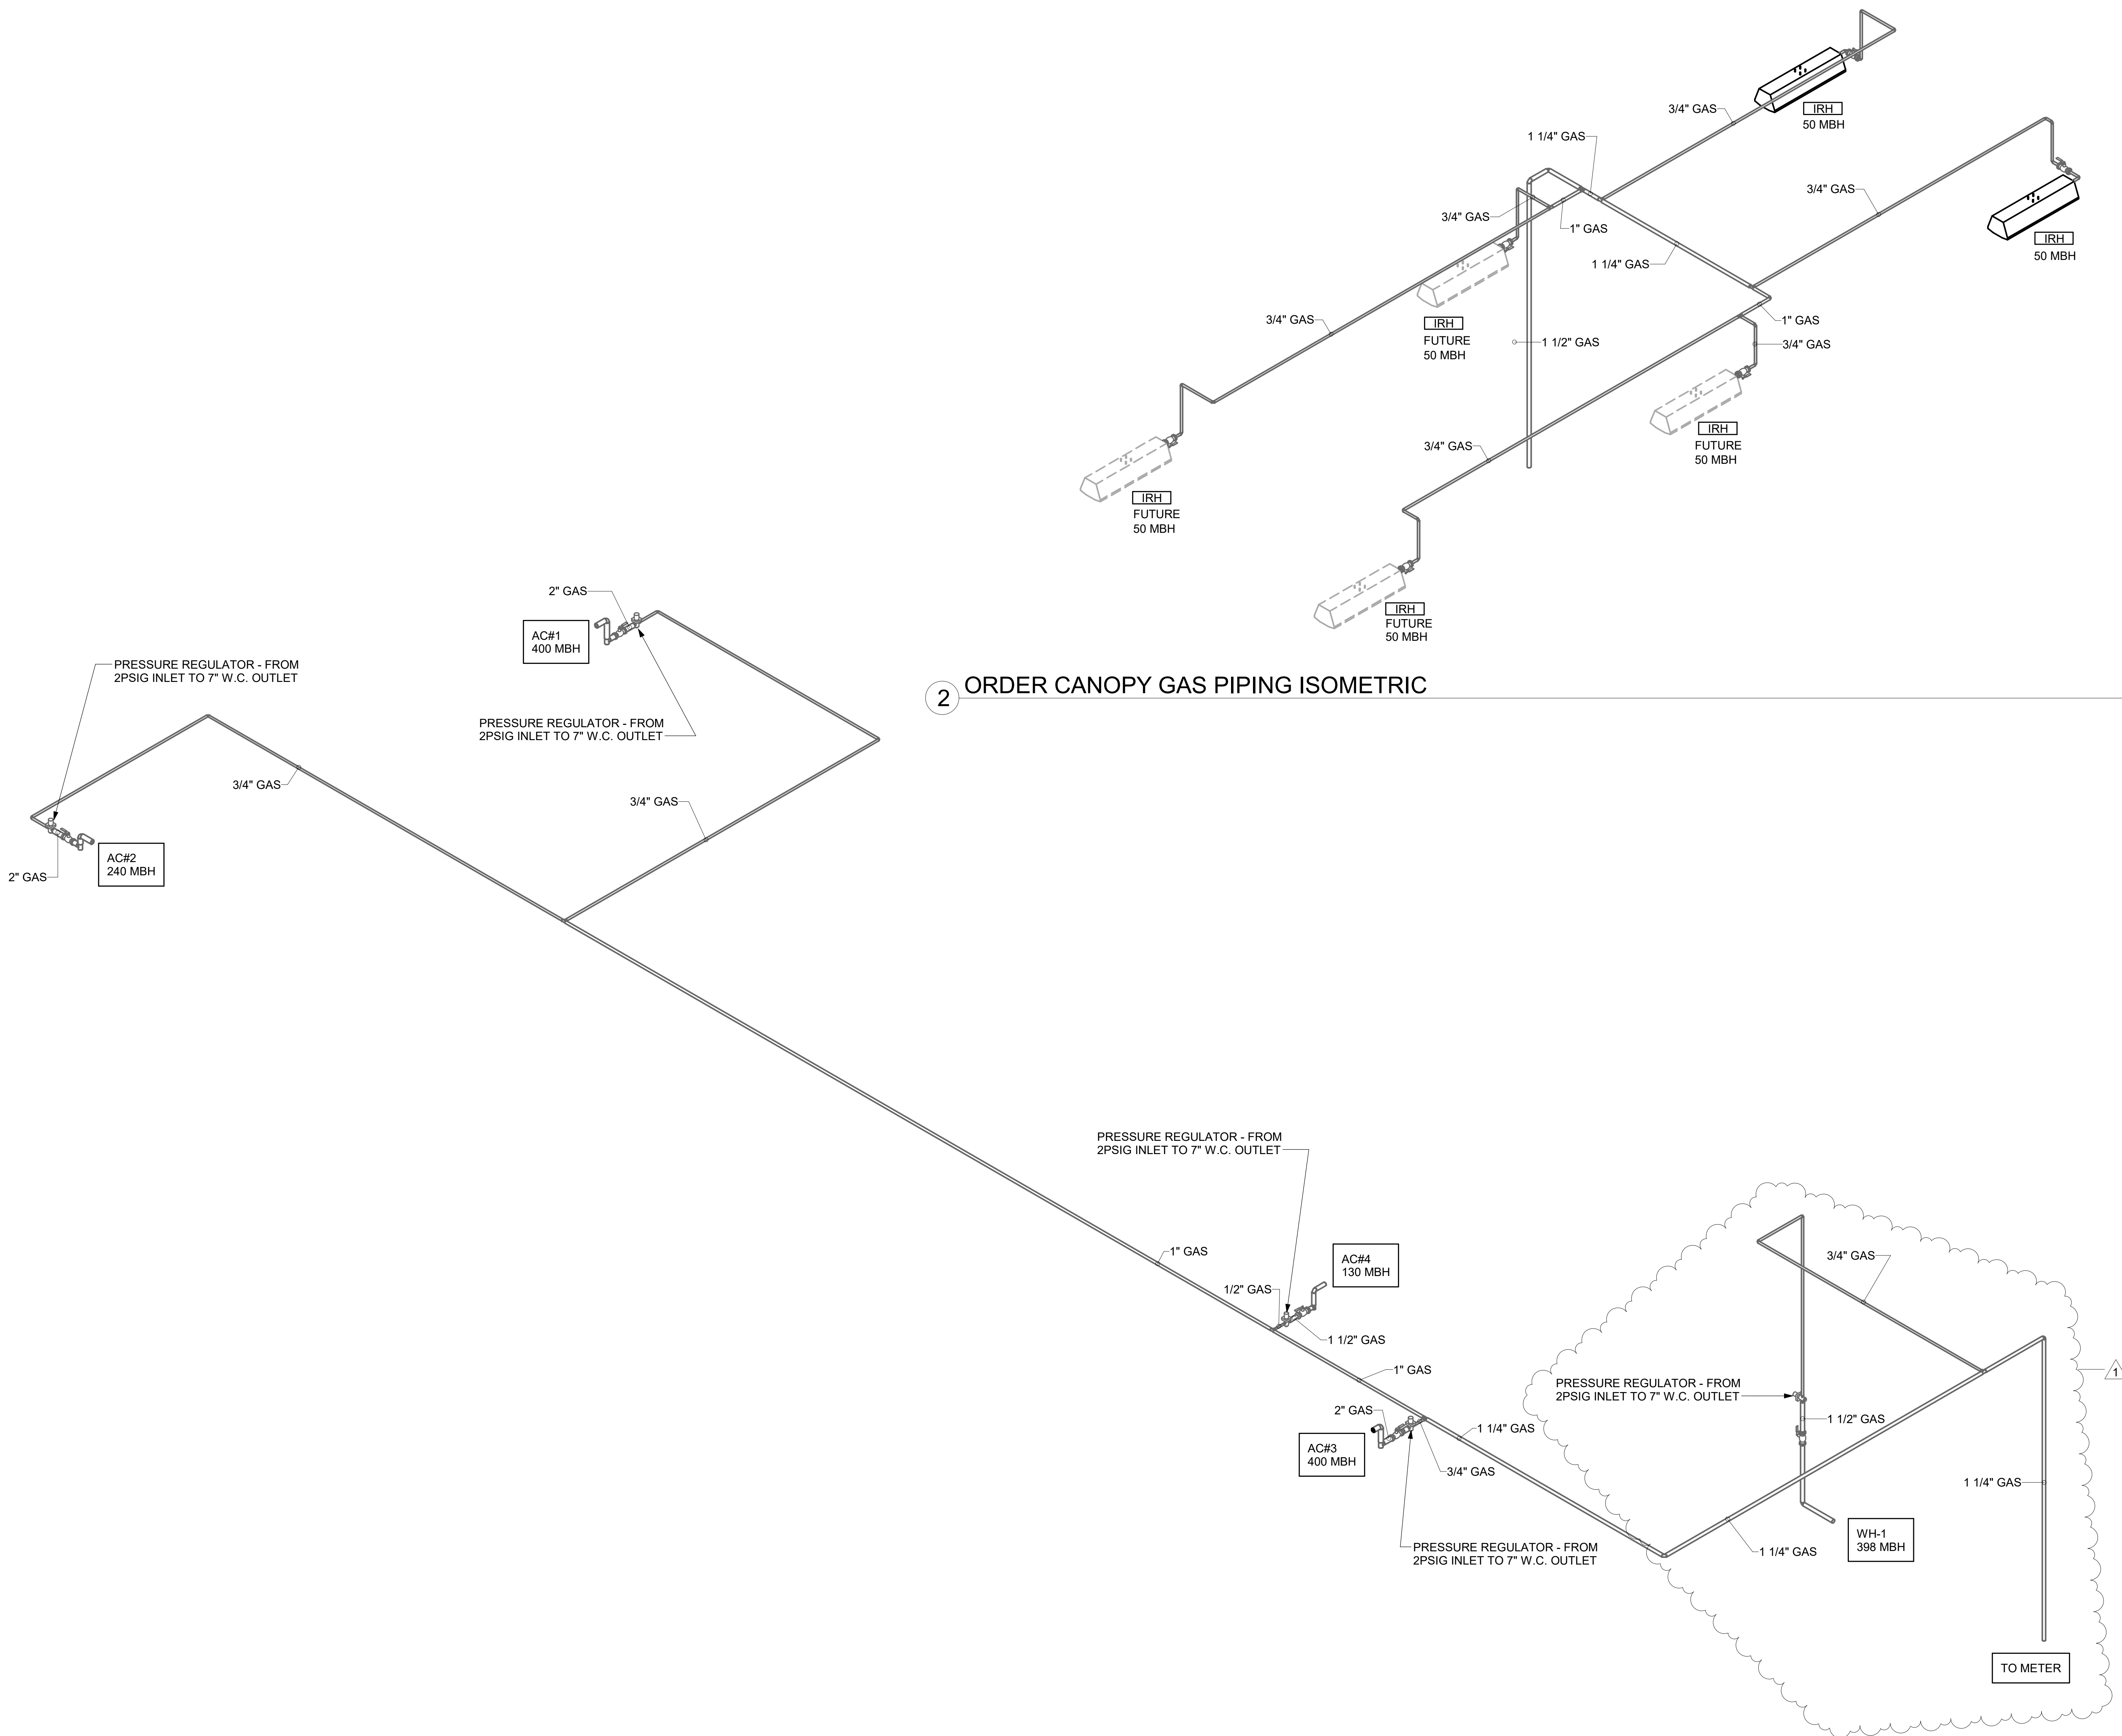 3/4" GAS
IRH
50 MBH
1 1/4" GAS
3/4" GAS
3/4" GAS
1" GAS
IRH
50 MBH
1 1/4" GAS
3/4" GAS
IRH
FUTURE
50 MBH
1 1/2" GAS
1" GAS
3/4" GAS
IRH
FUTURE
50 MBH
3/4" GAS
IRH
FUTURE
50 MBH
IRH
FUTURE
50 MBH
2 ORDER CANOPY GAS PIPING ISOMETRIC
2" GAS
AC#1
400 MBH
PRESSURE REGULATOR - FROM
2PSIG INLET TO 7" W.C. OUTLET
PRESSURE REGULATOR - FROM
2PSIG INLET TO 7" W.C. OUTLET
3/4" GAS
3/4" GAS
AC#2
240 MBH
2" GAS
PRESSURE REGULATOR - FROM
2PSIG INLET TO 7" W.C. OUTLET
1" GAS
AC#4
130 MBH
1/2" GAS
1 1/2" GAS
1" GAS
2" GAS
1 1/4" GAS
AC#3
400 MBH
3/4" GAS
PRESSURE REGULATOR - FROM
2PSIG INLET TO 7" W.C. OUTLET
3/4" GAS
PRESSURE REGULATOR - FROM
2PSIG INLET TO 7" W.C. OUTLET
1
1 1/2" GAS
1 1/4" GAS
WH-1
398 MBH
1 1/4" GAS
TO METER